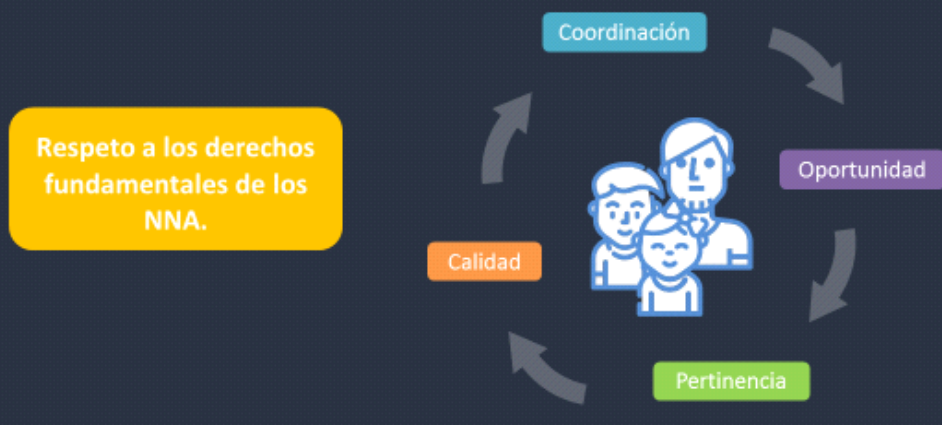 Respeto a los derechos
fundamentales de los
NNA.
Coordinación
Oportunidad
Calidad
Pertinencia